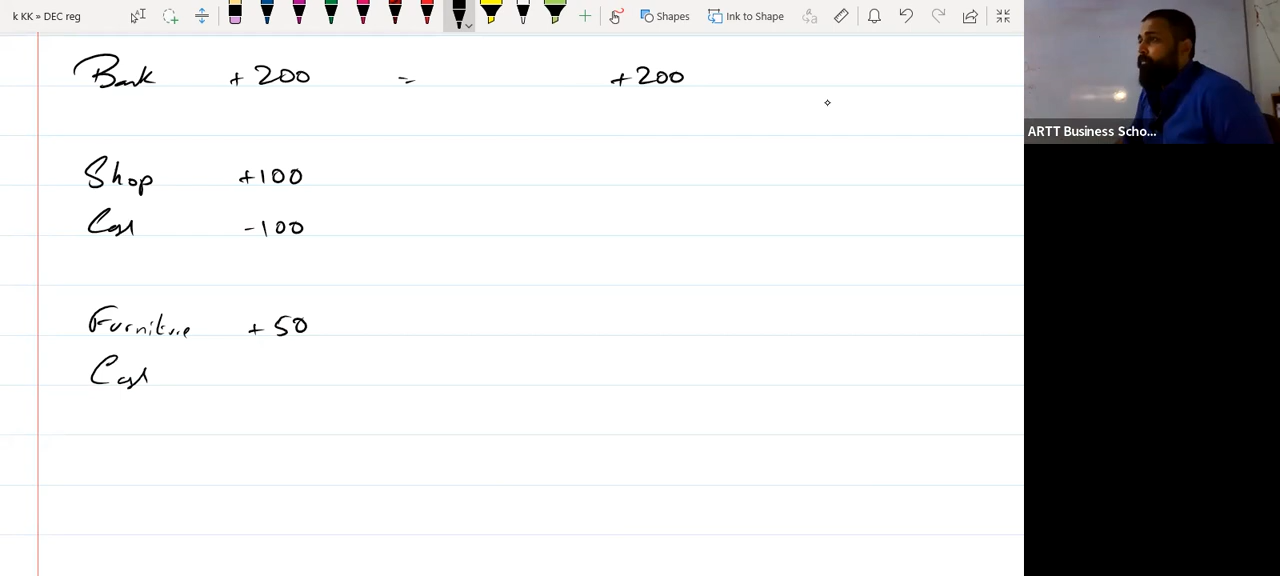 k KK » DEC reg
Shapes
Ink to Shape
Bank +200 = +200
ARTT Business Scho...
Shop +100
Cash -100
Furniture +50
Cash